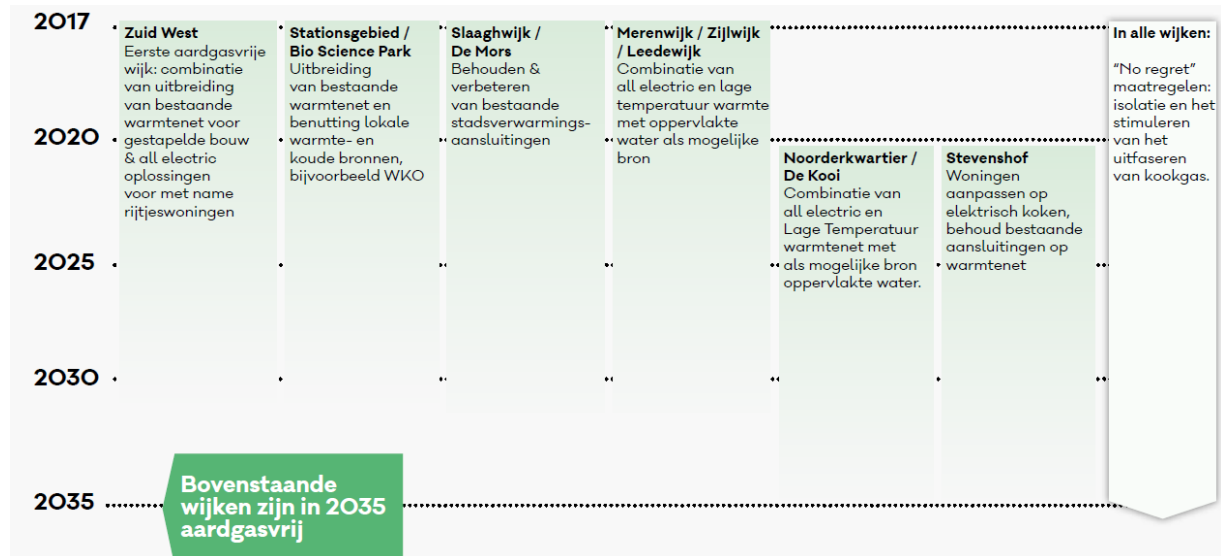 2017
2020
2025
2030
2035
Zuid West
Eerste aardgasvrije
wijk: combinatie
van uitbreiding
van bestaande
warmtenet voor
gestapelde bouw
& all electric
oplossingen
voor met name
rijtjeswoningen
Stationsgebied /
Bio Science Park
Uitbreiding
van bestaande
warmtenet en
benutting lokale
warmte- en
koude bronnen,
bijvoorbeeld WKO
Slaaghwijk /
De Mors
Behouden &
verbeteren
van bestaande
stadsverwarmings-
aansluitingen
Merenwijk / Zijlwijk
/ Leedewijk
Combinatie van
all electric en lage
temperatuur warmte
met oppervlakte
water als mogelijke
bron
Noorderkwartier /
De Kooi
Combinatie van
all electric en
Lage Temperatuur
warmtenet met
als mogelijke bron
oppervlakte water.
Stevenshof
Woningen
aanpassen op
elektrisch koken,
behoud bestaande
aansluitingen op
warmtenet
In alle wijken:
“No regret”
maatregelen:
isolatie en het
stimuleren
van het
uitfaseren
van kookgas.
Bovenstaande
wijken zijn in 2035
aardgasvrij